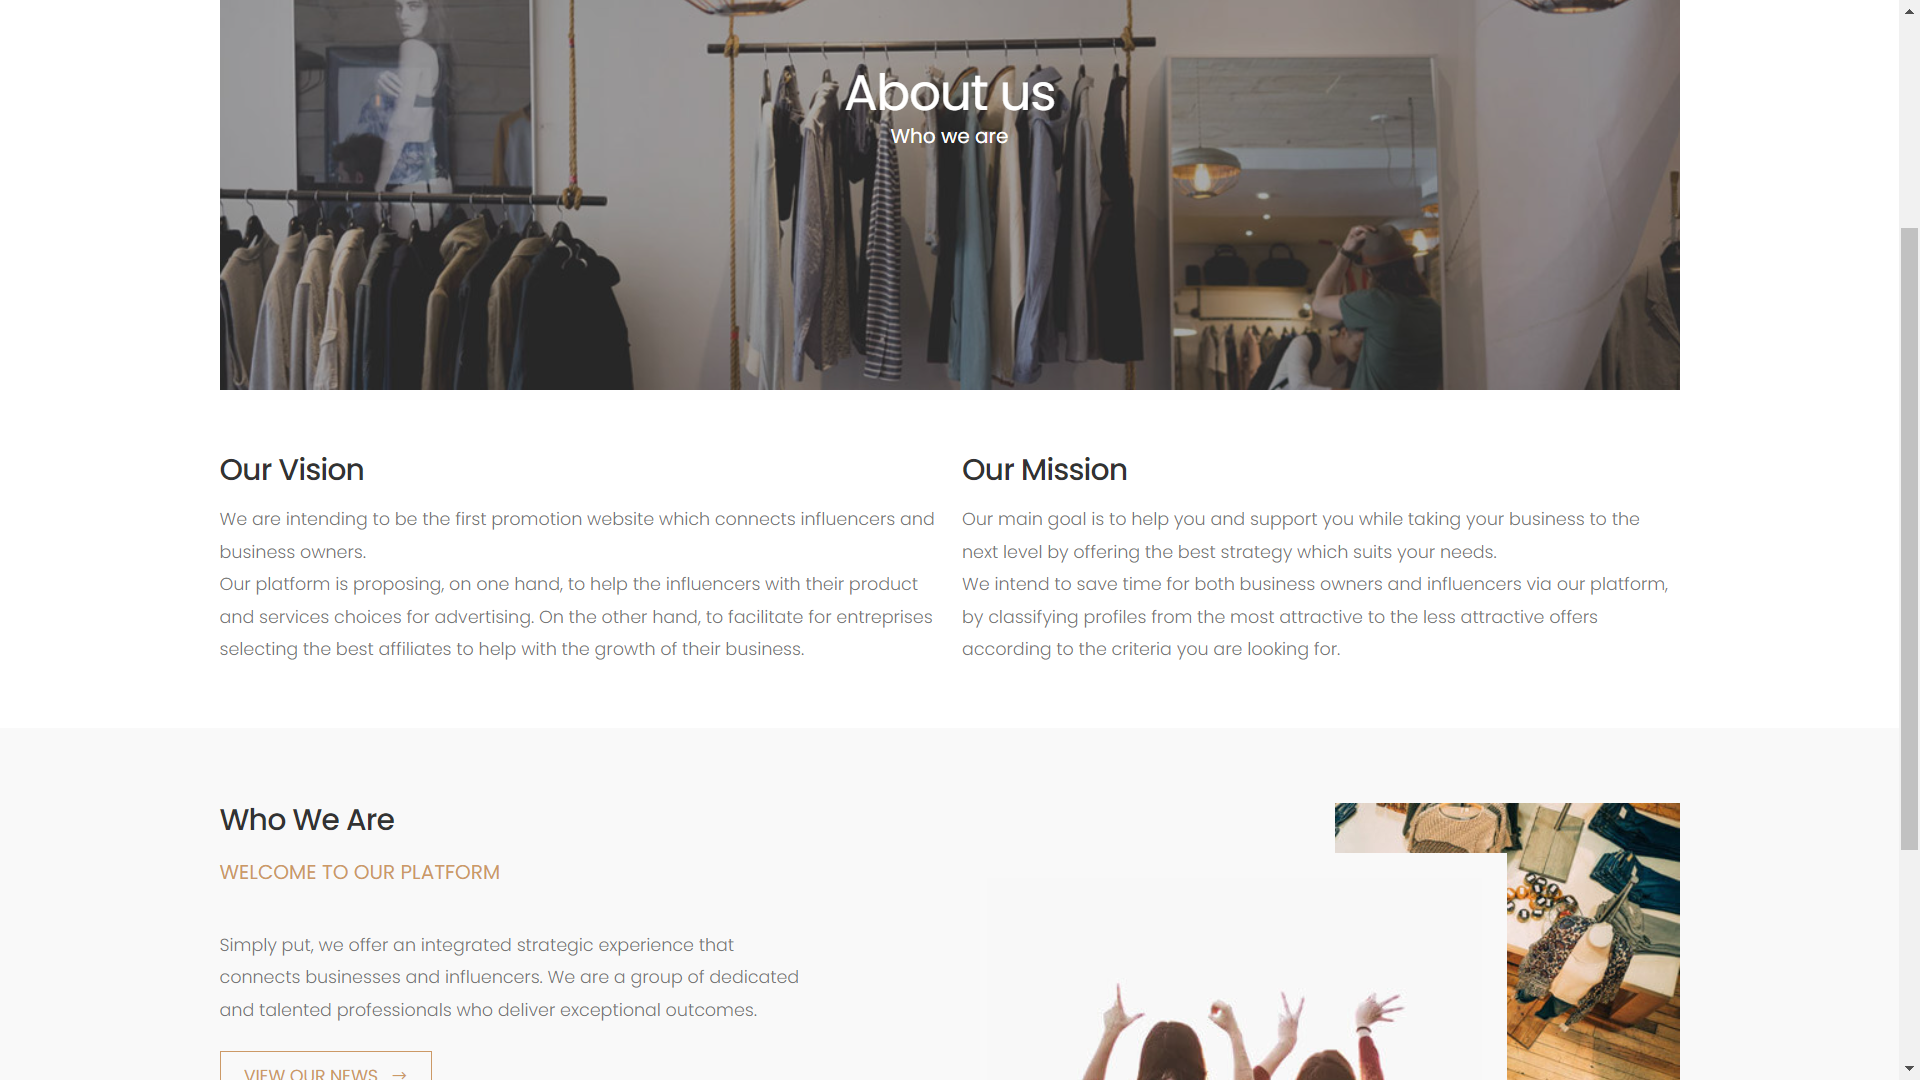 About us
Who we are
Our Vision
We are intending to be the first promotion website which connects influencers and
business owners.
Our platform is proposing, on one hand, to help the influencers with their product
and services choices for advertising. On the other hand, to facilitate for entreprises
selecting the best affiliates to help with the growth of their business.
Our Mission
Our main goal is to help you and support you while taking your business to the
next level by offering the best strategy which suits your needs.
We intend to save time for both business owners and influencers via our platform,
by classifying profiles from the most attractive to the less attractive offers
according to the criteria you are looking for.
Who We Are
WELCOME TO OUR PLATFORM
Simply put, we offer an integrated strategic experience that
connects businesses and influencers. We are a group of dedicated
and talented professionals who deliver exceptional outcomes.
VIEW OUR NEWS →